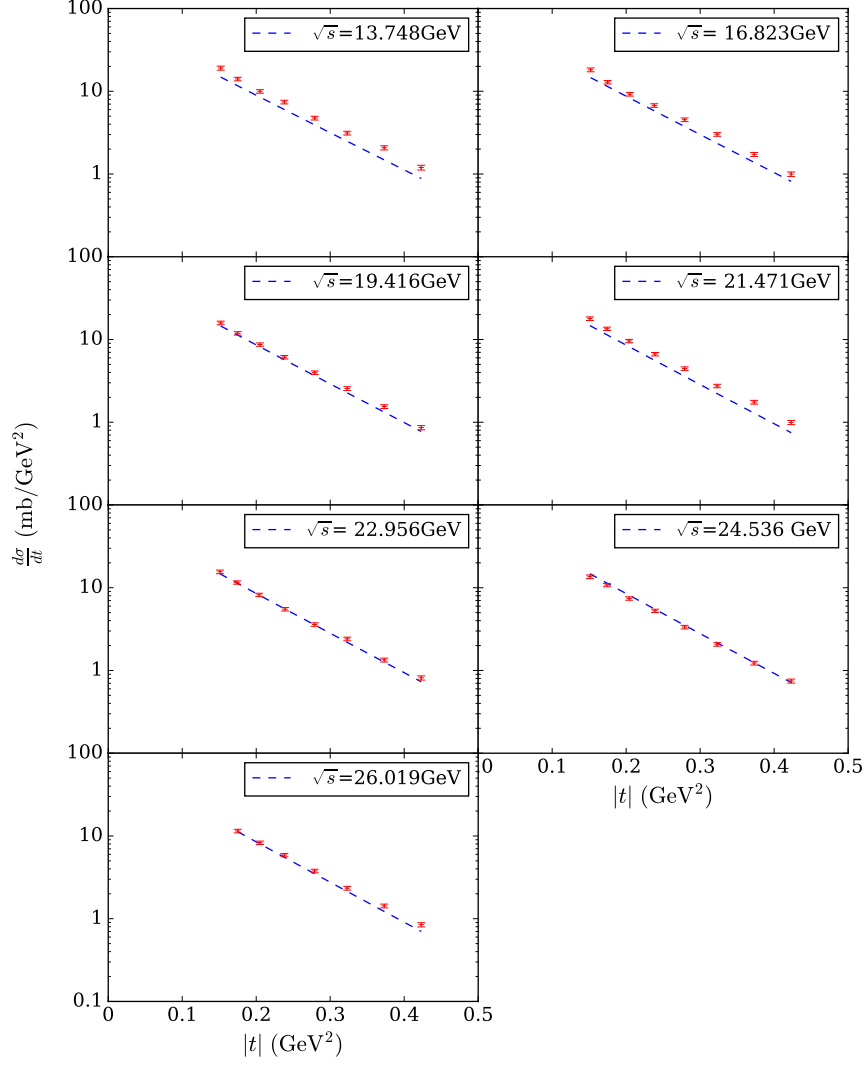 100
√s=13.748GeV
√s= 16.823GeV
10
1
100
√s=19.416GeV
√s= 21.471GeV
10
1
dσ/dt (mb/GeV²)
100
√s= 22.956GeV
√s=24.536 GeV
10
1
100
0 0.1 0.2 0.3 0.4 0.5
|t| (GeV²)
√s=26.019GeV
10
1
0.1
0 0.1 0.2 0.3 0.4 0.5
|t| (GeV²)